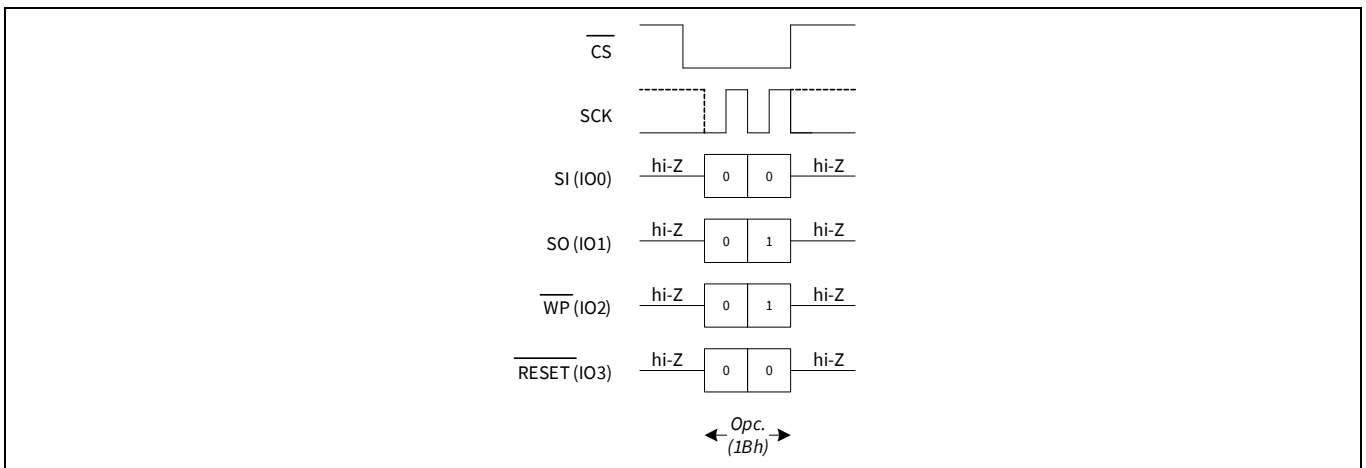 CS
SCK
SI (IO0) hi-Z 0 0 hi-Z
SO (IO1) hi-Z 0 1 hi-Z
WP (IO2) hi-Z 0 1 hi-Z
RESET (IO3) hi-Z 0 0 hi-Z
Opc.
(1Bh)